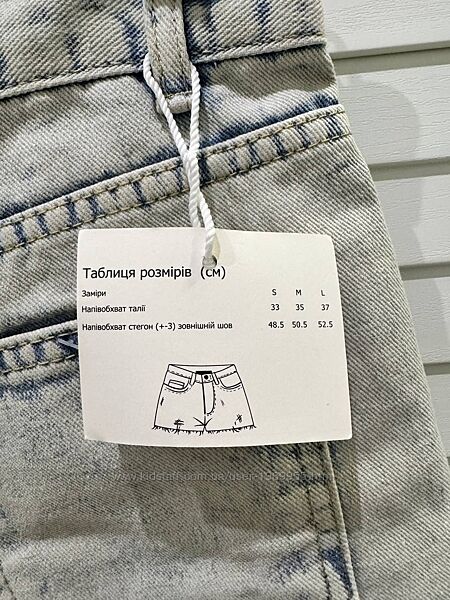 Таблиця розмірів (см)
Заміри S M L
Напівобхват талії 33 35 37
Напівобхват стегон (+-3) зовнішній шов 48.5 50.5 52.5